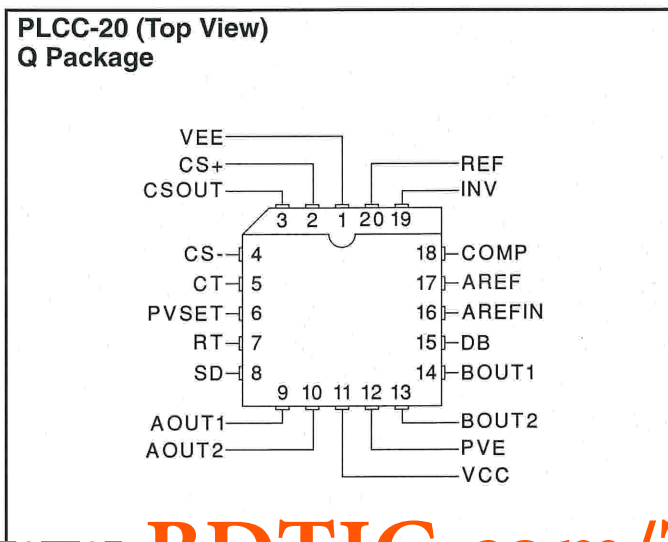 PLCC-20 (Top View)
Q Package
VEE
CS+
CSOUT
REF
INV
3 2 1 20 19
CS- 4
CT 5
PVSET 6
RT 7
SD 8
18 COMP
17 AREF
16 AREFIN
15 DB
14 BOUT1
9 10 11 12 13
AOUT1
AOUT2
BOUT2
PVE
VCC
BDTIC.com/